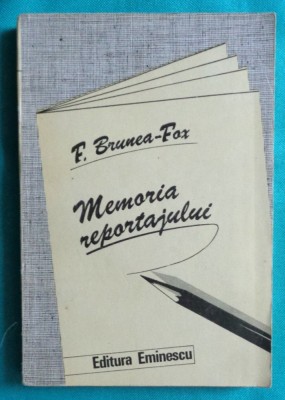 F. Brunea-Fox
Memoria
reportajului
Editura Eminescu